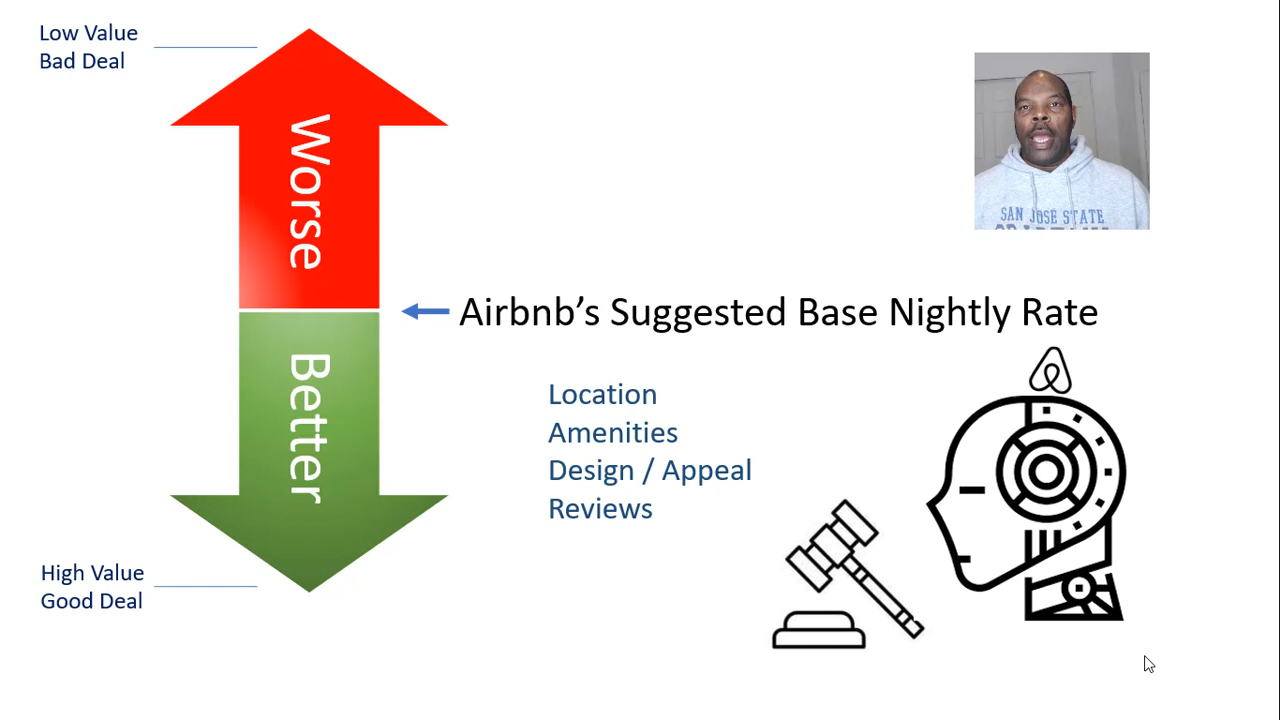 Low Value
Bad Deal
Worse
SAN JOSE STATE
Airbnb's Suggested Base Nightly Rate
Better
Location
Amenities
Design / Appeal
Reviews
High Value
Good Deal